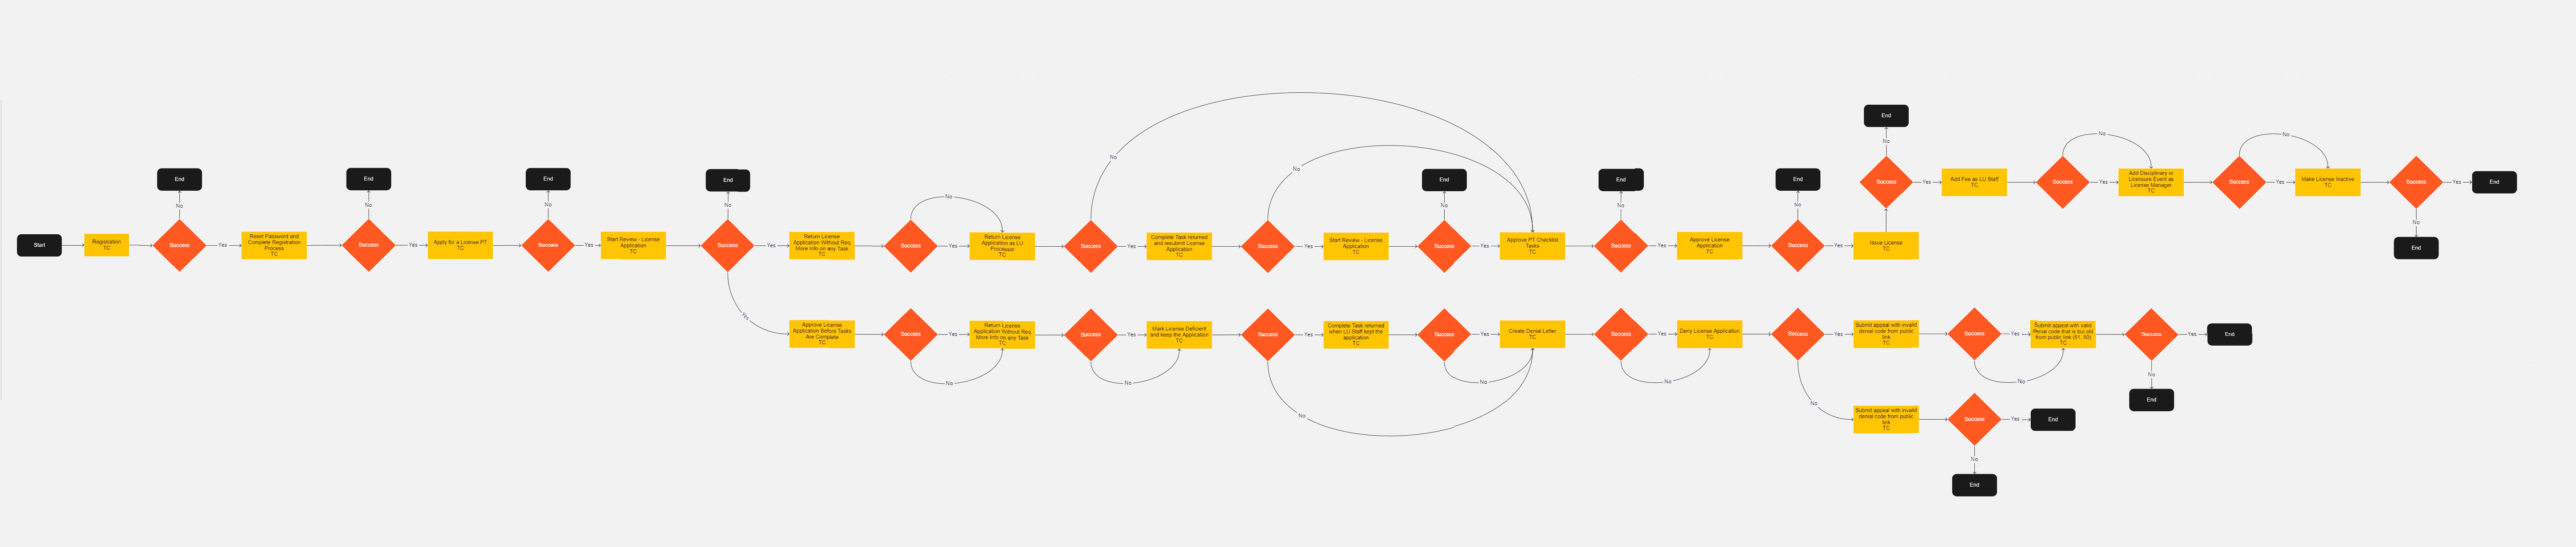 End
No
Success
Yes
Add Fee as LU Staff
TC
Success
No
Yes
Add Disciplinary or
Licensure Event as
License Manager
TC
Success
No
Yes
Make License Inactive
TC
Success
Yes
End
No
End
Start
Registration
TC
Success
No
End
Yes
Reset Password and
Complete Registration
Process
TC
Success
No
End
Yes
Apply for a License PT
TC
Success
No
End
Yes
Start Review - License
Application
TC
Success
No
End
Yes
Return License
Application Without Req
More Info on any Task
TC
Success
No
Yes
Return License
Application as LU
Processor
TC
Success
No
Yes
Complete Task returned
and resubmit License
Application
TC
Success
No
Yes
Start Review - License
Application
TC
Success
No
End
Yes
Approve PT Checklist
Tasks
TC
Success
No
End
Yes
Approve License
Application
TC
Success
No
End
Yes
Issue License
TC
Yes
Approve License
Application Before Tasks
Are Complete
TC
Success
Yes
No
Return License
Application Without Req
More Info on any Task
TC
Success
Yes
No
Mark License Deficient
and keep the Application
TC
Success
Yes
No
Complete Task returned
when LU Staff kept the
application
TC
Success
Yes
No
Create Denial Letter
TC
Success
Yes
No
Deny License Application
TC
Success
Yes
Submit appeal with invalid
denial code from public
link
TC
Success
Yes
No
Submit appeal with valid
Denial code that is too old
from public link (51, 50)
TC
Success
Yes
End
No
End
No
Submit appeal with invalid
denial code from public
link
TC
Success
Yes
End
No
End